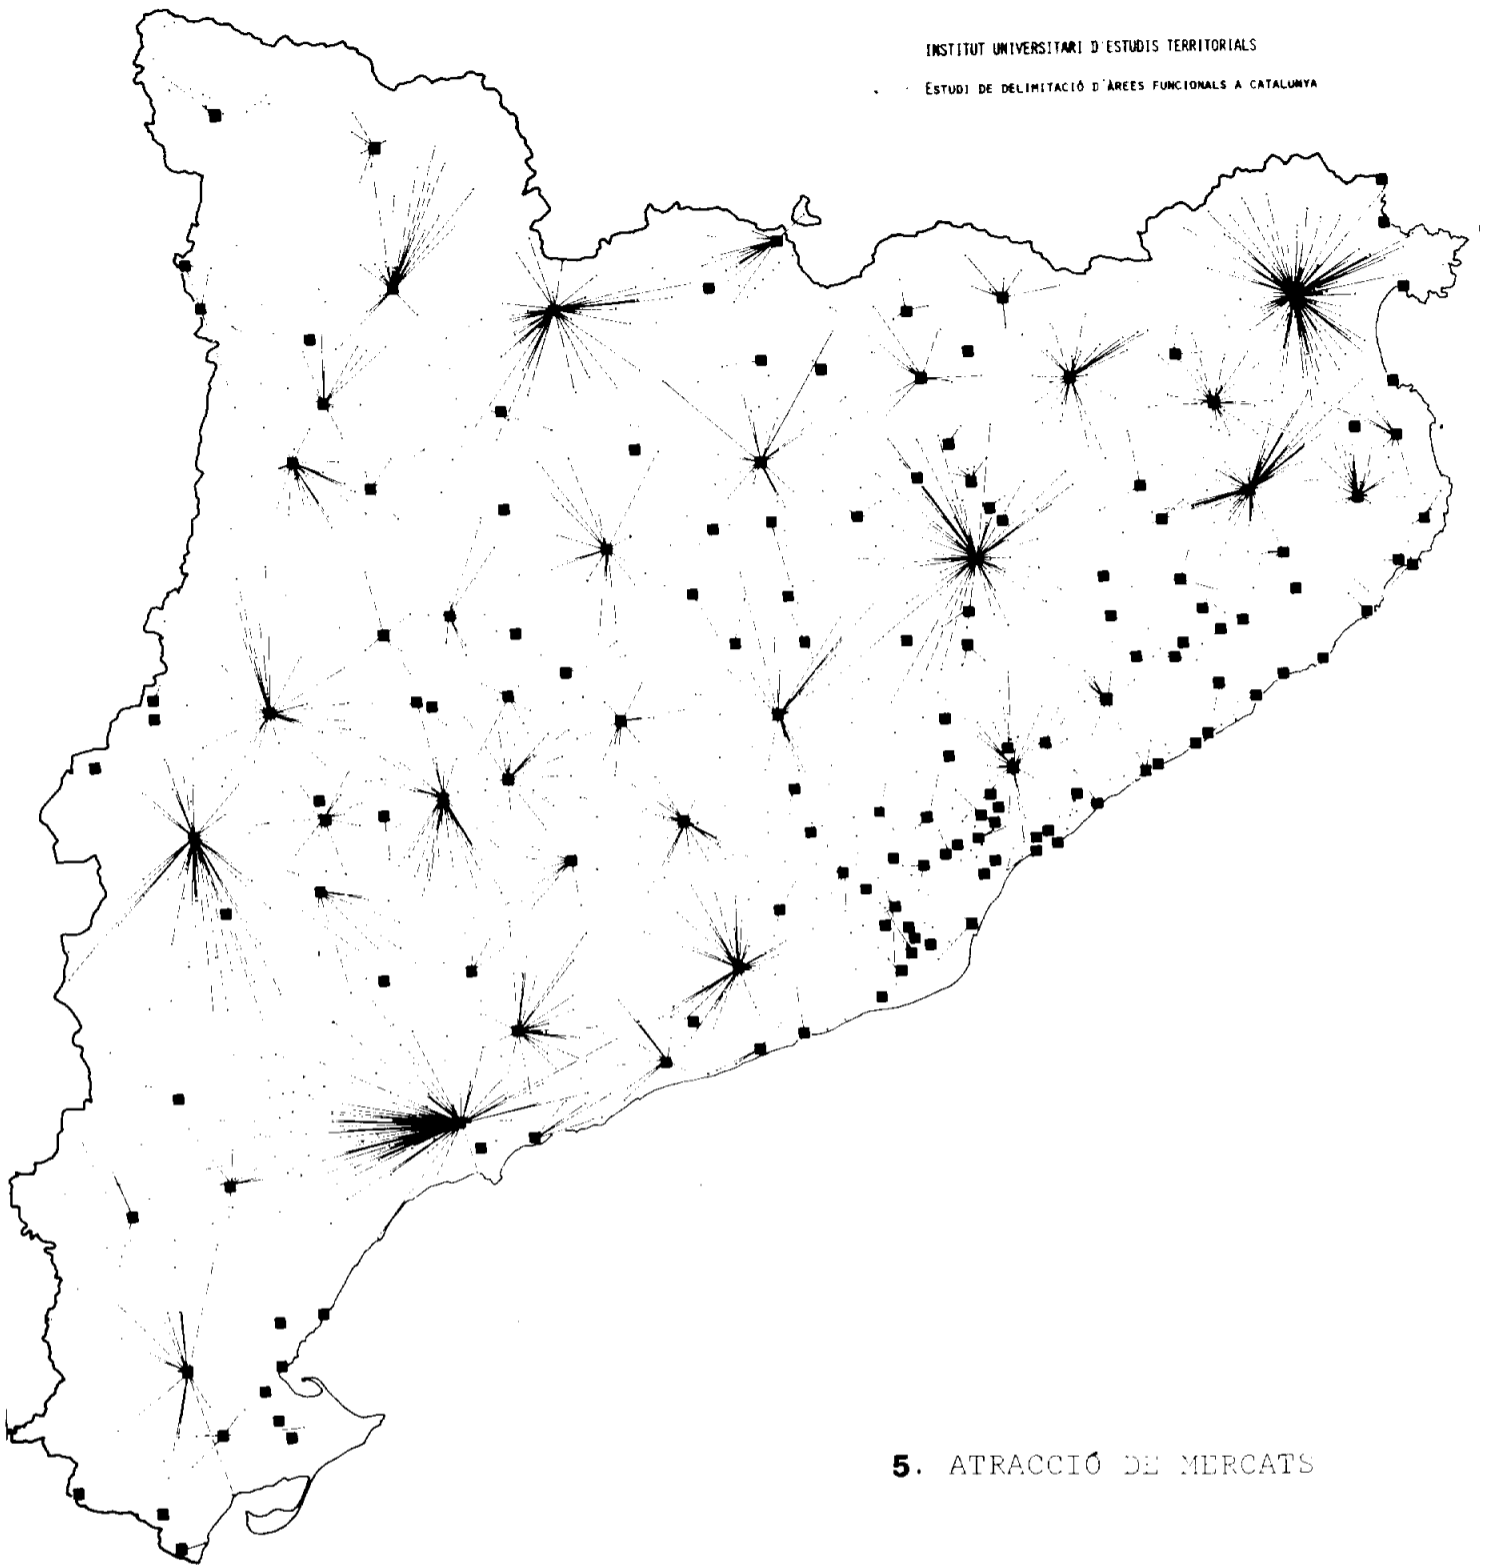 INSTITUT UNIVERSITARI D'ESTUDIS TERRITORIALS
ESTUDI DE DELIMITACIÓ D'ÀREES FUNCIONALS A CATALUNYA
5. ATRACCIÓ DE MERCATS